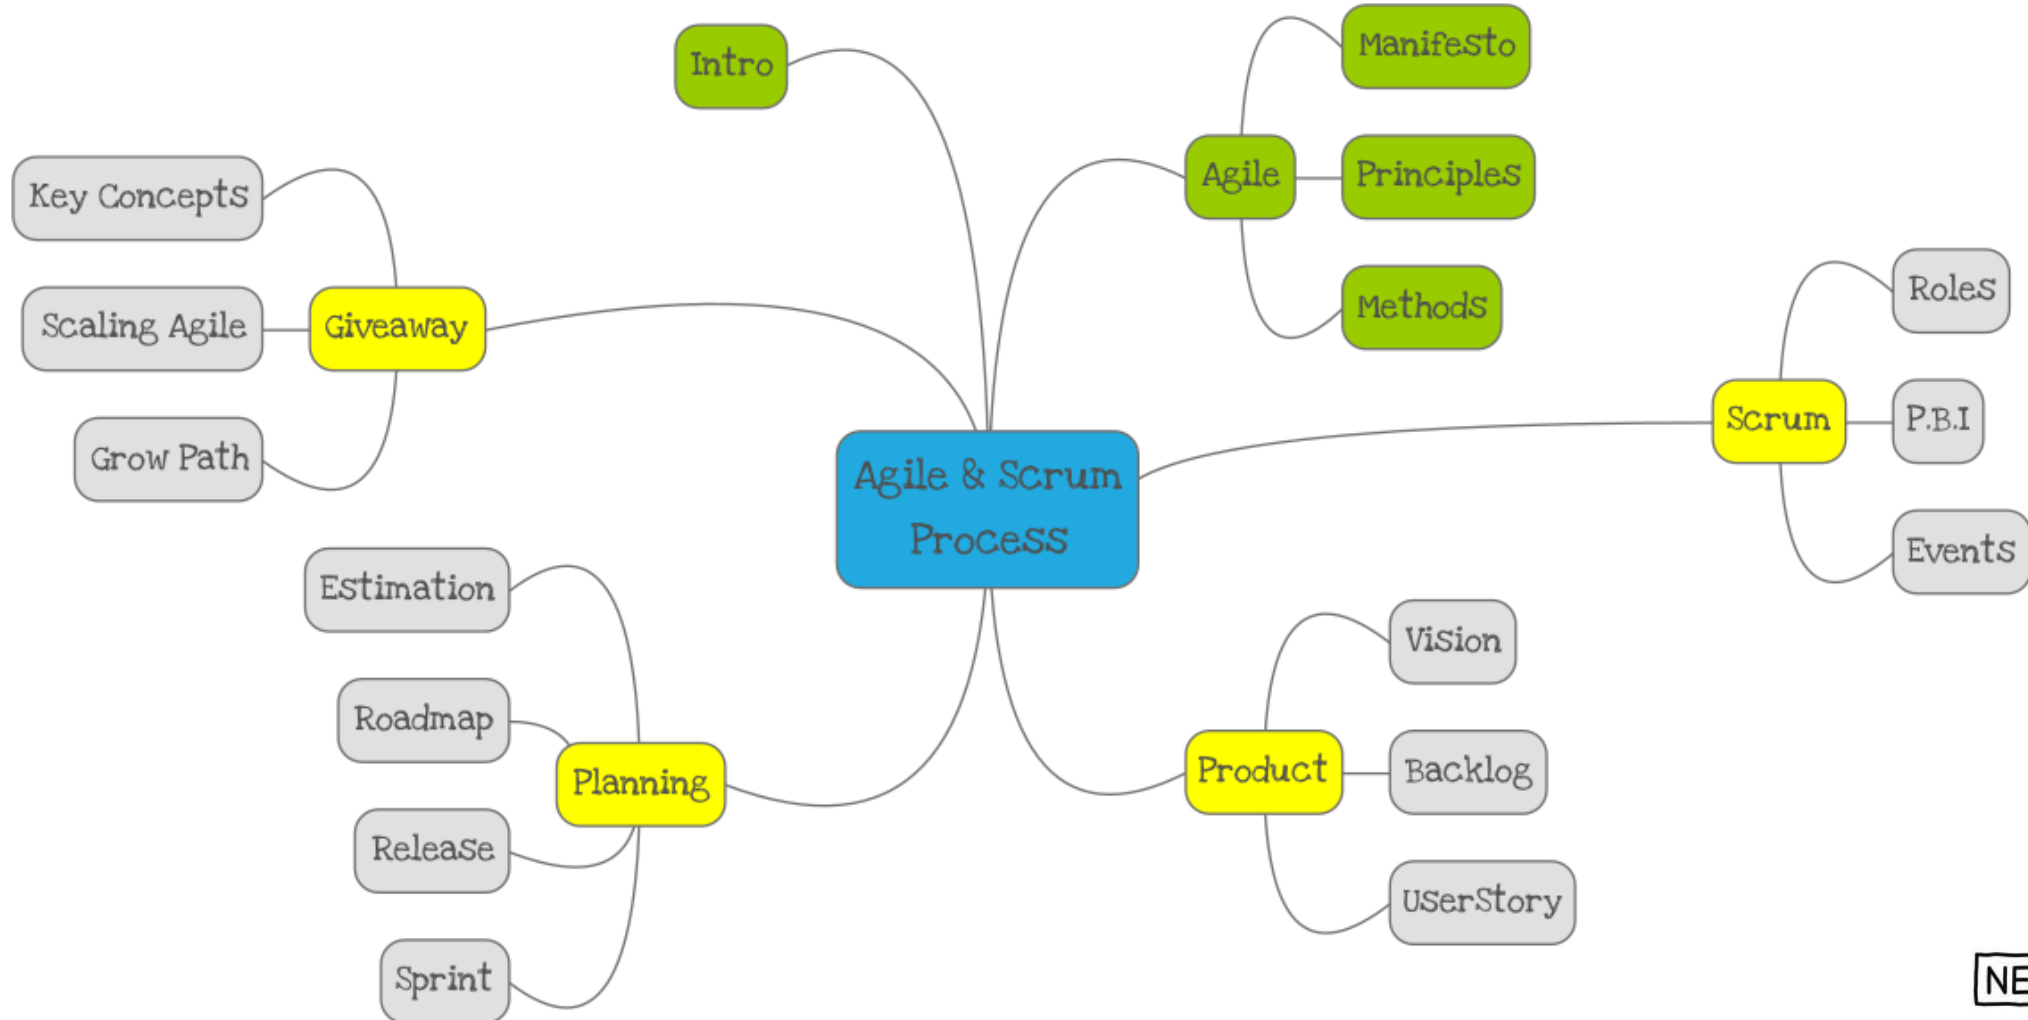 Intro
Manifesto
Agile
Principles
Methods
Key Concepts
Scaling Agile
Giveaway
Grow Path
Roles
Scrum
P.B.I
Events
Agile & Scrum
Process
Estimation
Roadmap
Planning
Release
Sprint
Vision
Product
Backlog
UserStory
NE